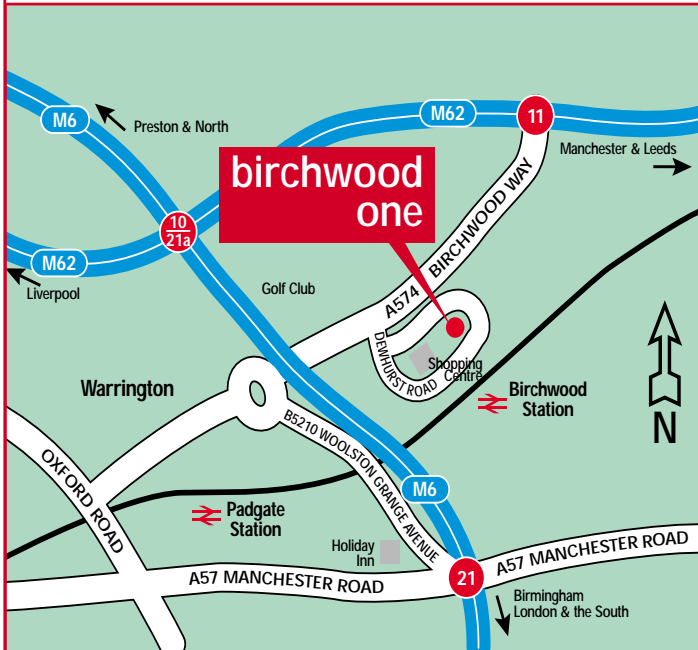 M6
Preston & North
M62
11
Manchester & Leeds
birchwood
one
10
21a
M62
Liverpool
Golf Club
A574 BIRCHWOOD WAY
DEWHURST ROAD
Shopping
Centre
Warrington
Birchwood
Station
N
B5210 WOOLSTON GRANGE AVENUE
OXFORD ROAD
M6
Padgate
Station
Holiday
Inn
A57 MANCHESTER ROAD
21
A57 MANCHESTER ROAD
Birmingham
London & the South